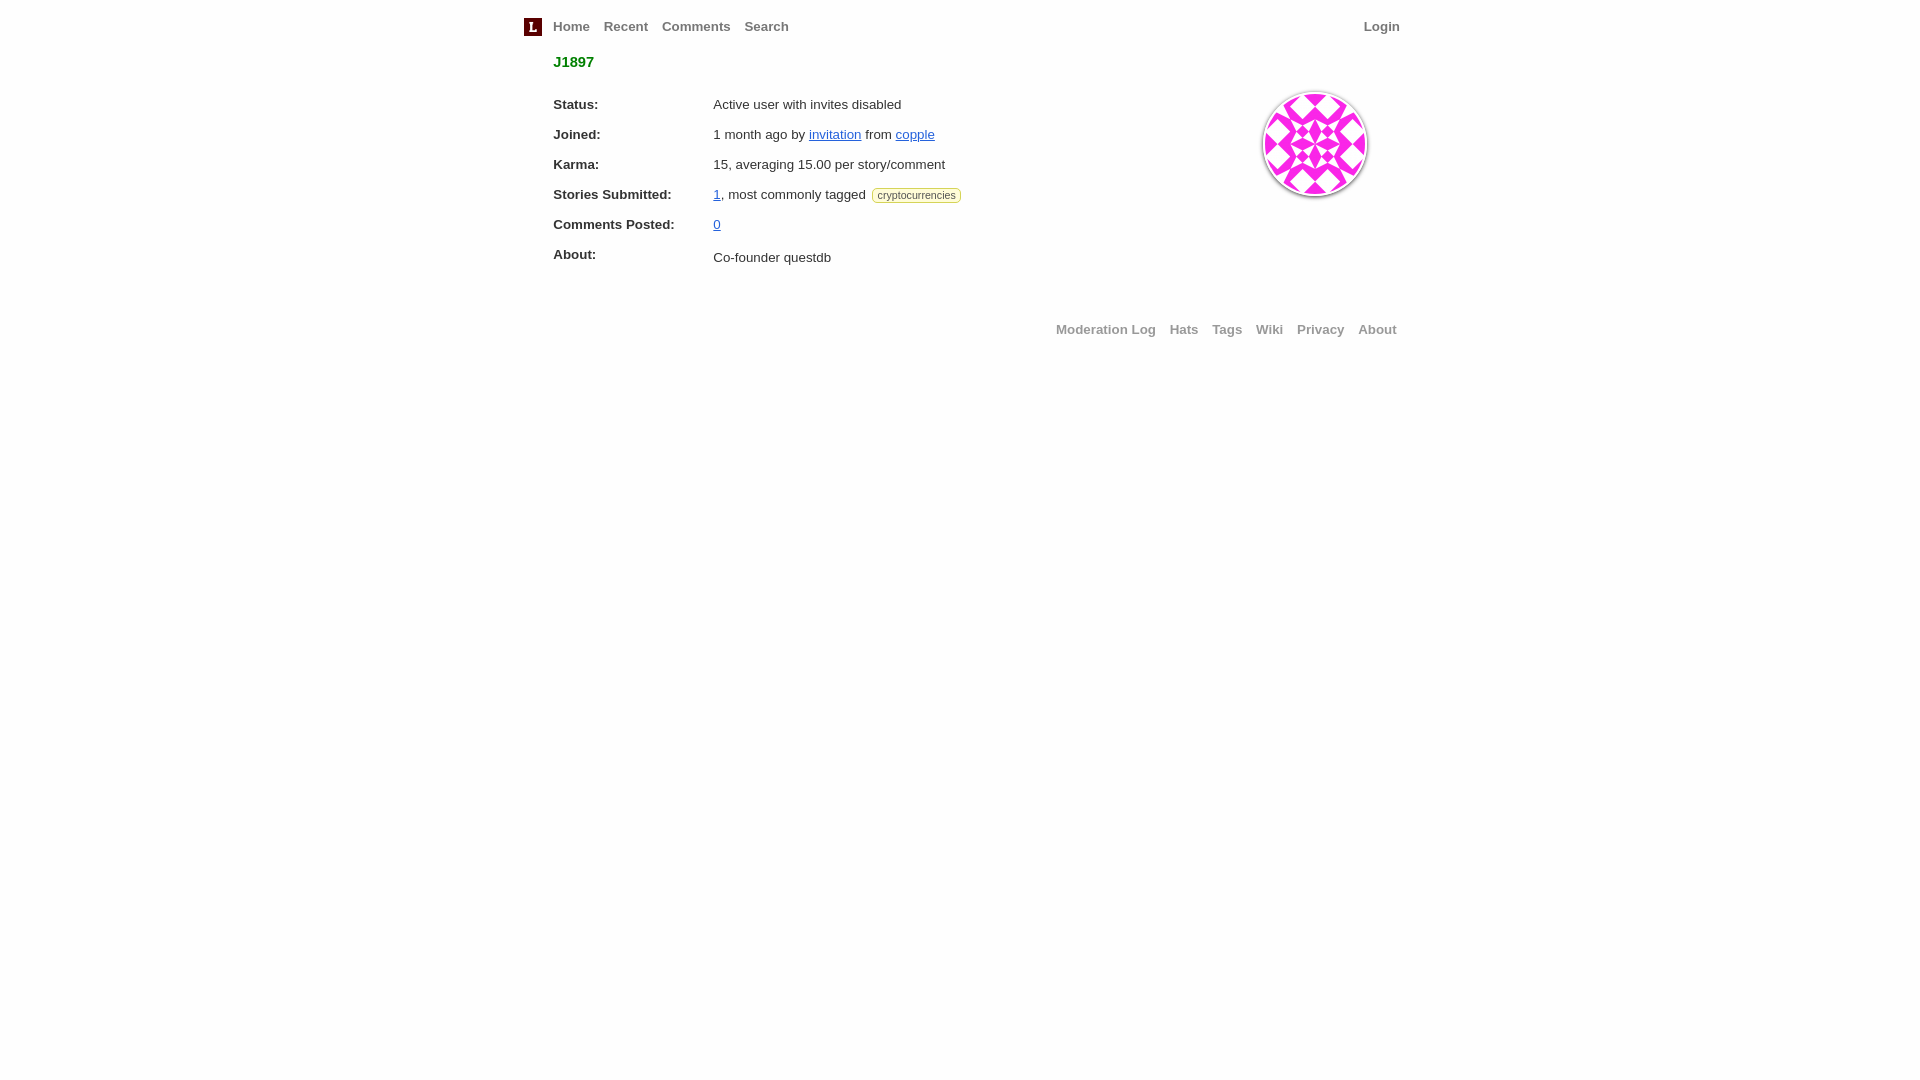 L Home Recent Comments Search Login
J1897
Status: Active user with invites disabled
Joined: 1 month ago by invitation from copple
Karma: 15, averaging 15.00 per story/comment
Stories Submitted: 1, most commonly tagged cryptocurrencies
Comments Posted: 0
About: Co-founder questdb
Moderation Log Hats Tags Wiki Privacy About